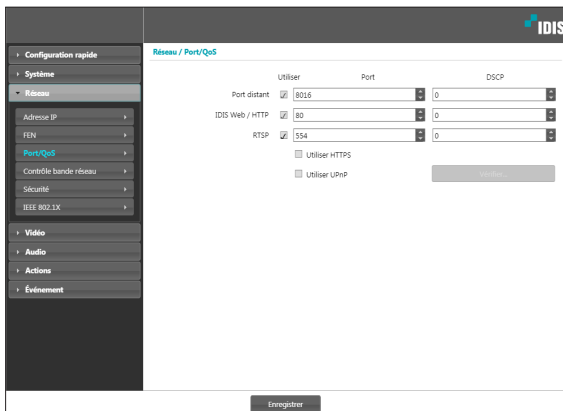 IDIS
Configuration rapide
Système
Réseau
Adresse IP
FEN
Port/QoS
Contrôle bande réseau
Sécurité
IEEE 802.1X
Vidéo
Audio
Actions
Événement
Réseau / Port/QoS
Utiliser Port DSCP
Port distant 8016 0
IDIS Web / HTTP 80 0
RTSP 554 0
Utiliser HTTPS
Utiliser UPnP
Enregistrer